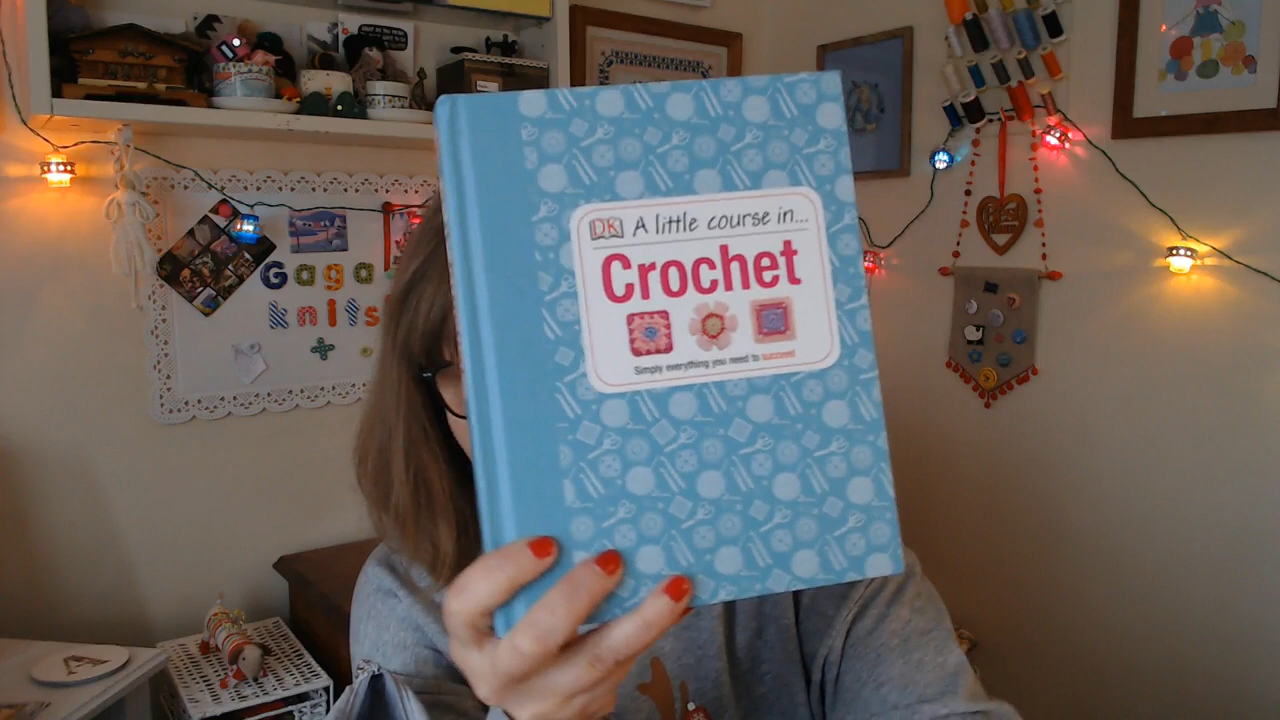 Gaga
knits
DK A little course in...
Crochet
Simply everything you need to succeed
A